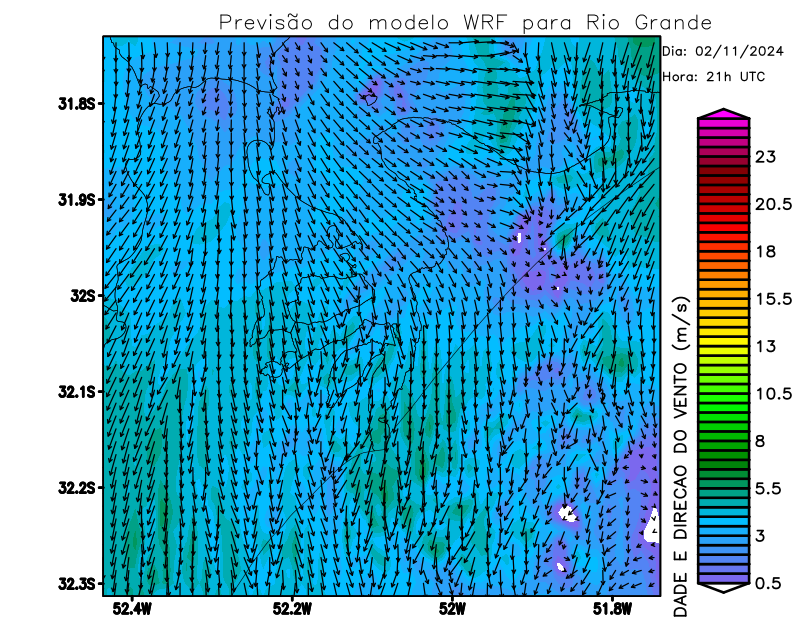 Previsão do modelo WRF para Rio Grande
Dia: 02/11/2024
Hora: 21h UTC
31.8S
31.9S
32S
32.1S
32.2S
32.3S
52.4W
52.2W
52W
51.8W
23
20.5
18
15.5
13
10.5
8
5.5
3
0.5
DADE E DIRECAO DO VENTO (m/s)